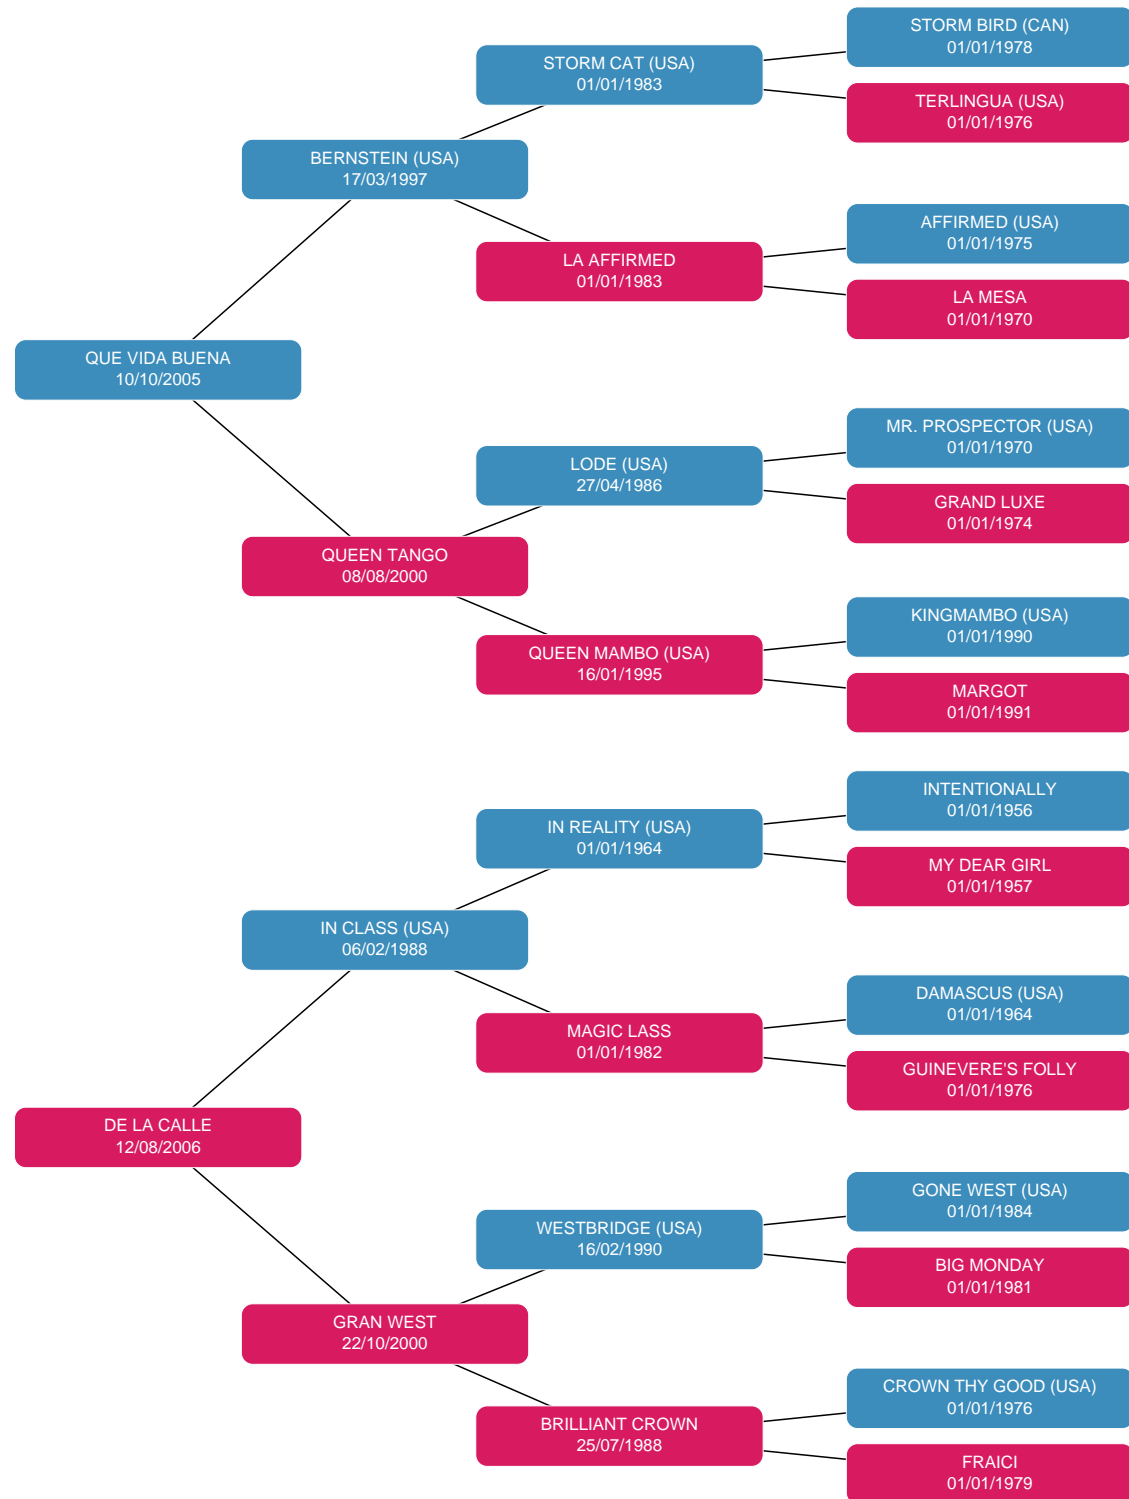 STORM BIRD (CAN)
01/01/1978
STORM CAT (USA)
01/01/1983
TERLINGUA (USA)
01/01/1976
BERNSTEIN (USA)
17/03/1997
AFFIRMED (USA)
01/01/1975
LA AFFIRMED
01/01/1983
LA MESA
01/01/1970
QUE VIDA BUENA
10/10/2005
MR. PROSPECTOR (USA)
01/01/1970
LODE (USA)
27/04/1986
GRAND LUXE
01/01/1974
QUEEN TANGO
08/08/2000
KINGMAMBO (USA)
01/01/1990
QUEEN MAMBO (USA)
16/01/1995
MARGOT
01/01/1991
INTENTIONALLY
01/01/1956
IN REALITY (USA)
01/01/1964
MY DEAR GIRL
01/01/1957
IN CLASS (USA)
06/02/1988
DAMASCUS (USA)
01/01/1964
MAGIC LASS
01/01/1982
GUINEVERE'S FOLLY
01/01/1976
DE LA CALLE
12/08/2006
GONE WEST (USA)
01/01/1984
WESTBRIDGE (USA)
16/02/1990
BIG MONDAY
01/01/1981
GRAN WEST
22/10/2000
CROWN THY GOOD (USA)
01/01/1976
BRILLIANT CROWN
25/07/1988
FRAICI
01/01/1979